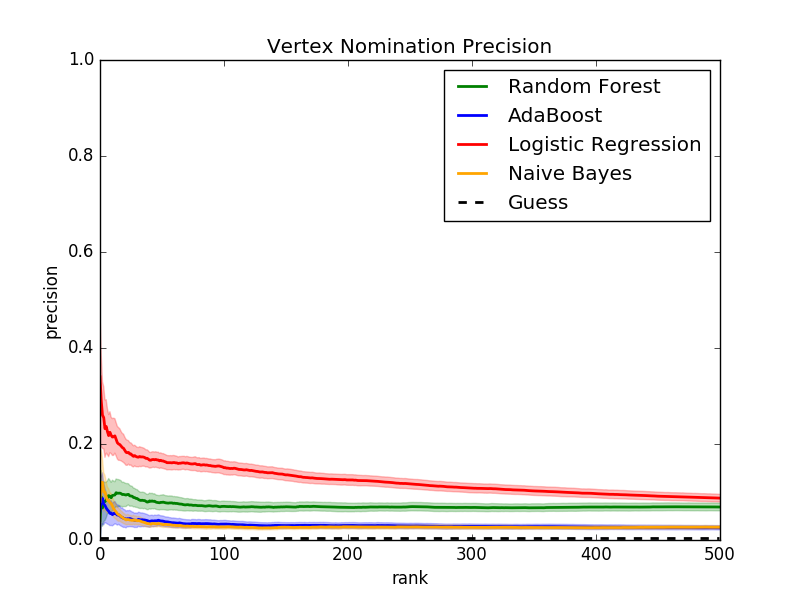 Vertex Nomination Precision
1.0
0.8
0.6
0.4
0.2
0.0
precision
Random Forest
AdaBoost
Logistic Regression
Naive Bayes
Guess
0 100 200 300 400 500
rank